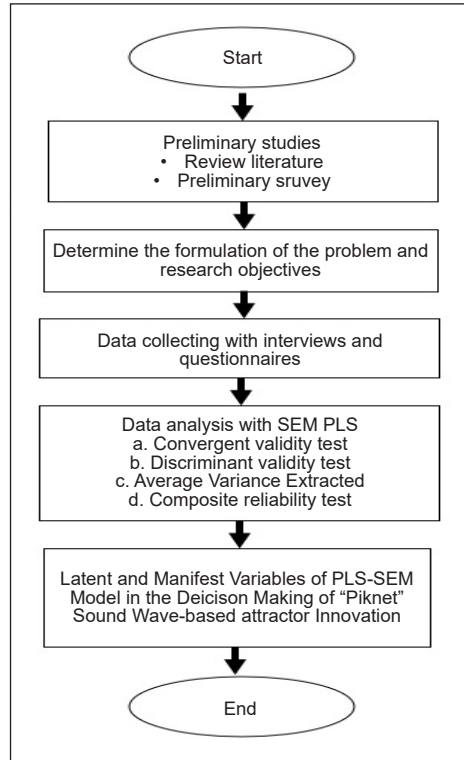 Start
Preliminary studies
• Review literature
• Preliminary sruvey
Determine the formulation of the problem and
research objectives
Data collecting with interviews and
questionnaires
Data analysis with SEM PLS
a. Convergent validity test
b. Discriminant validity test
c. Average Variance Extracted
d. Composite reliability test
Latent and Manifest Variables of PLS-SEM
Model in the Deicison Making of “Piknet”
Sound Wave-based attractor Innovation
End